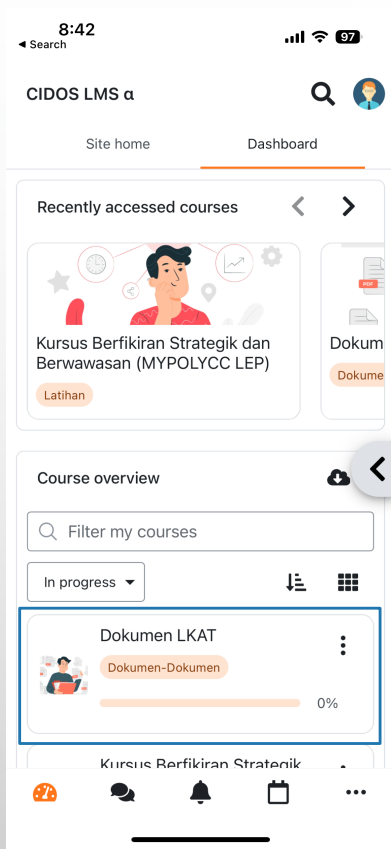 8:42
97
◀ Search
CIDOS LMS α
Site home
Dashboard
Recently accessed courses
PDF
Kursus Berfikiran Strategik dan
Berwawasan (MYPOLYCC LEP)
Latihan
Dokum
Dokume
Course overview
Filter my courses
In progress
Dokumen LKAT
Dokumen-Dokumen
0%
Kursus Berfikiran Strategik